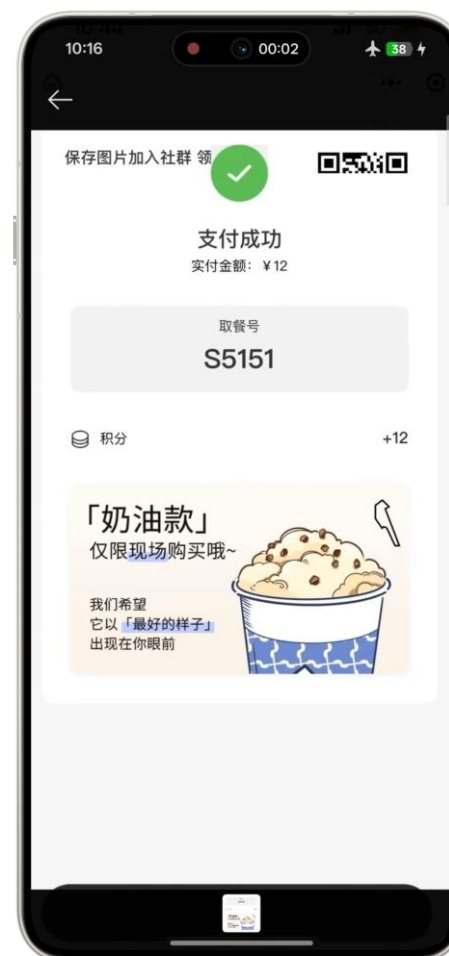 10:16
00:02
38
保存图片加入社群 领
支付成功
实付金额：¥12
取餐号
S5151
积分
+12
「奶油款」
仅限现场购买哦~
我们希望
它以「最好的样子」
出现在你眼前